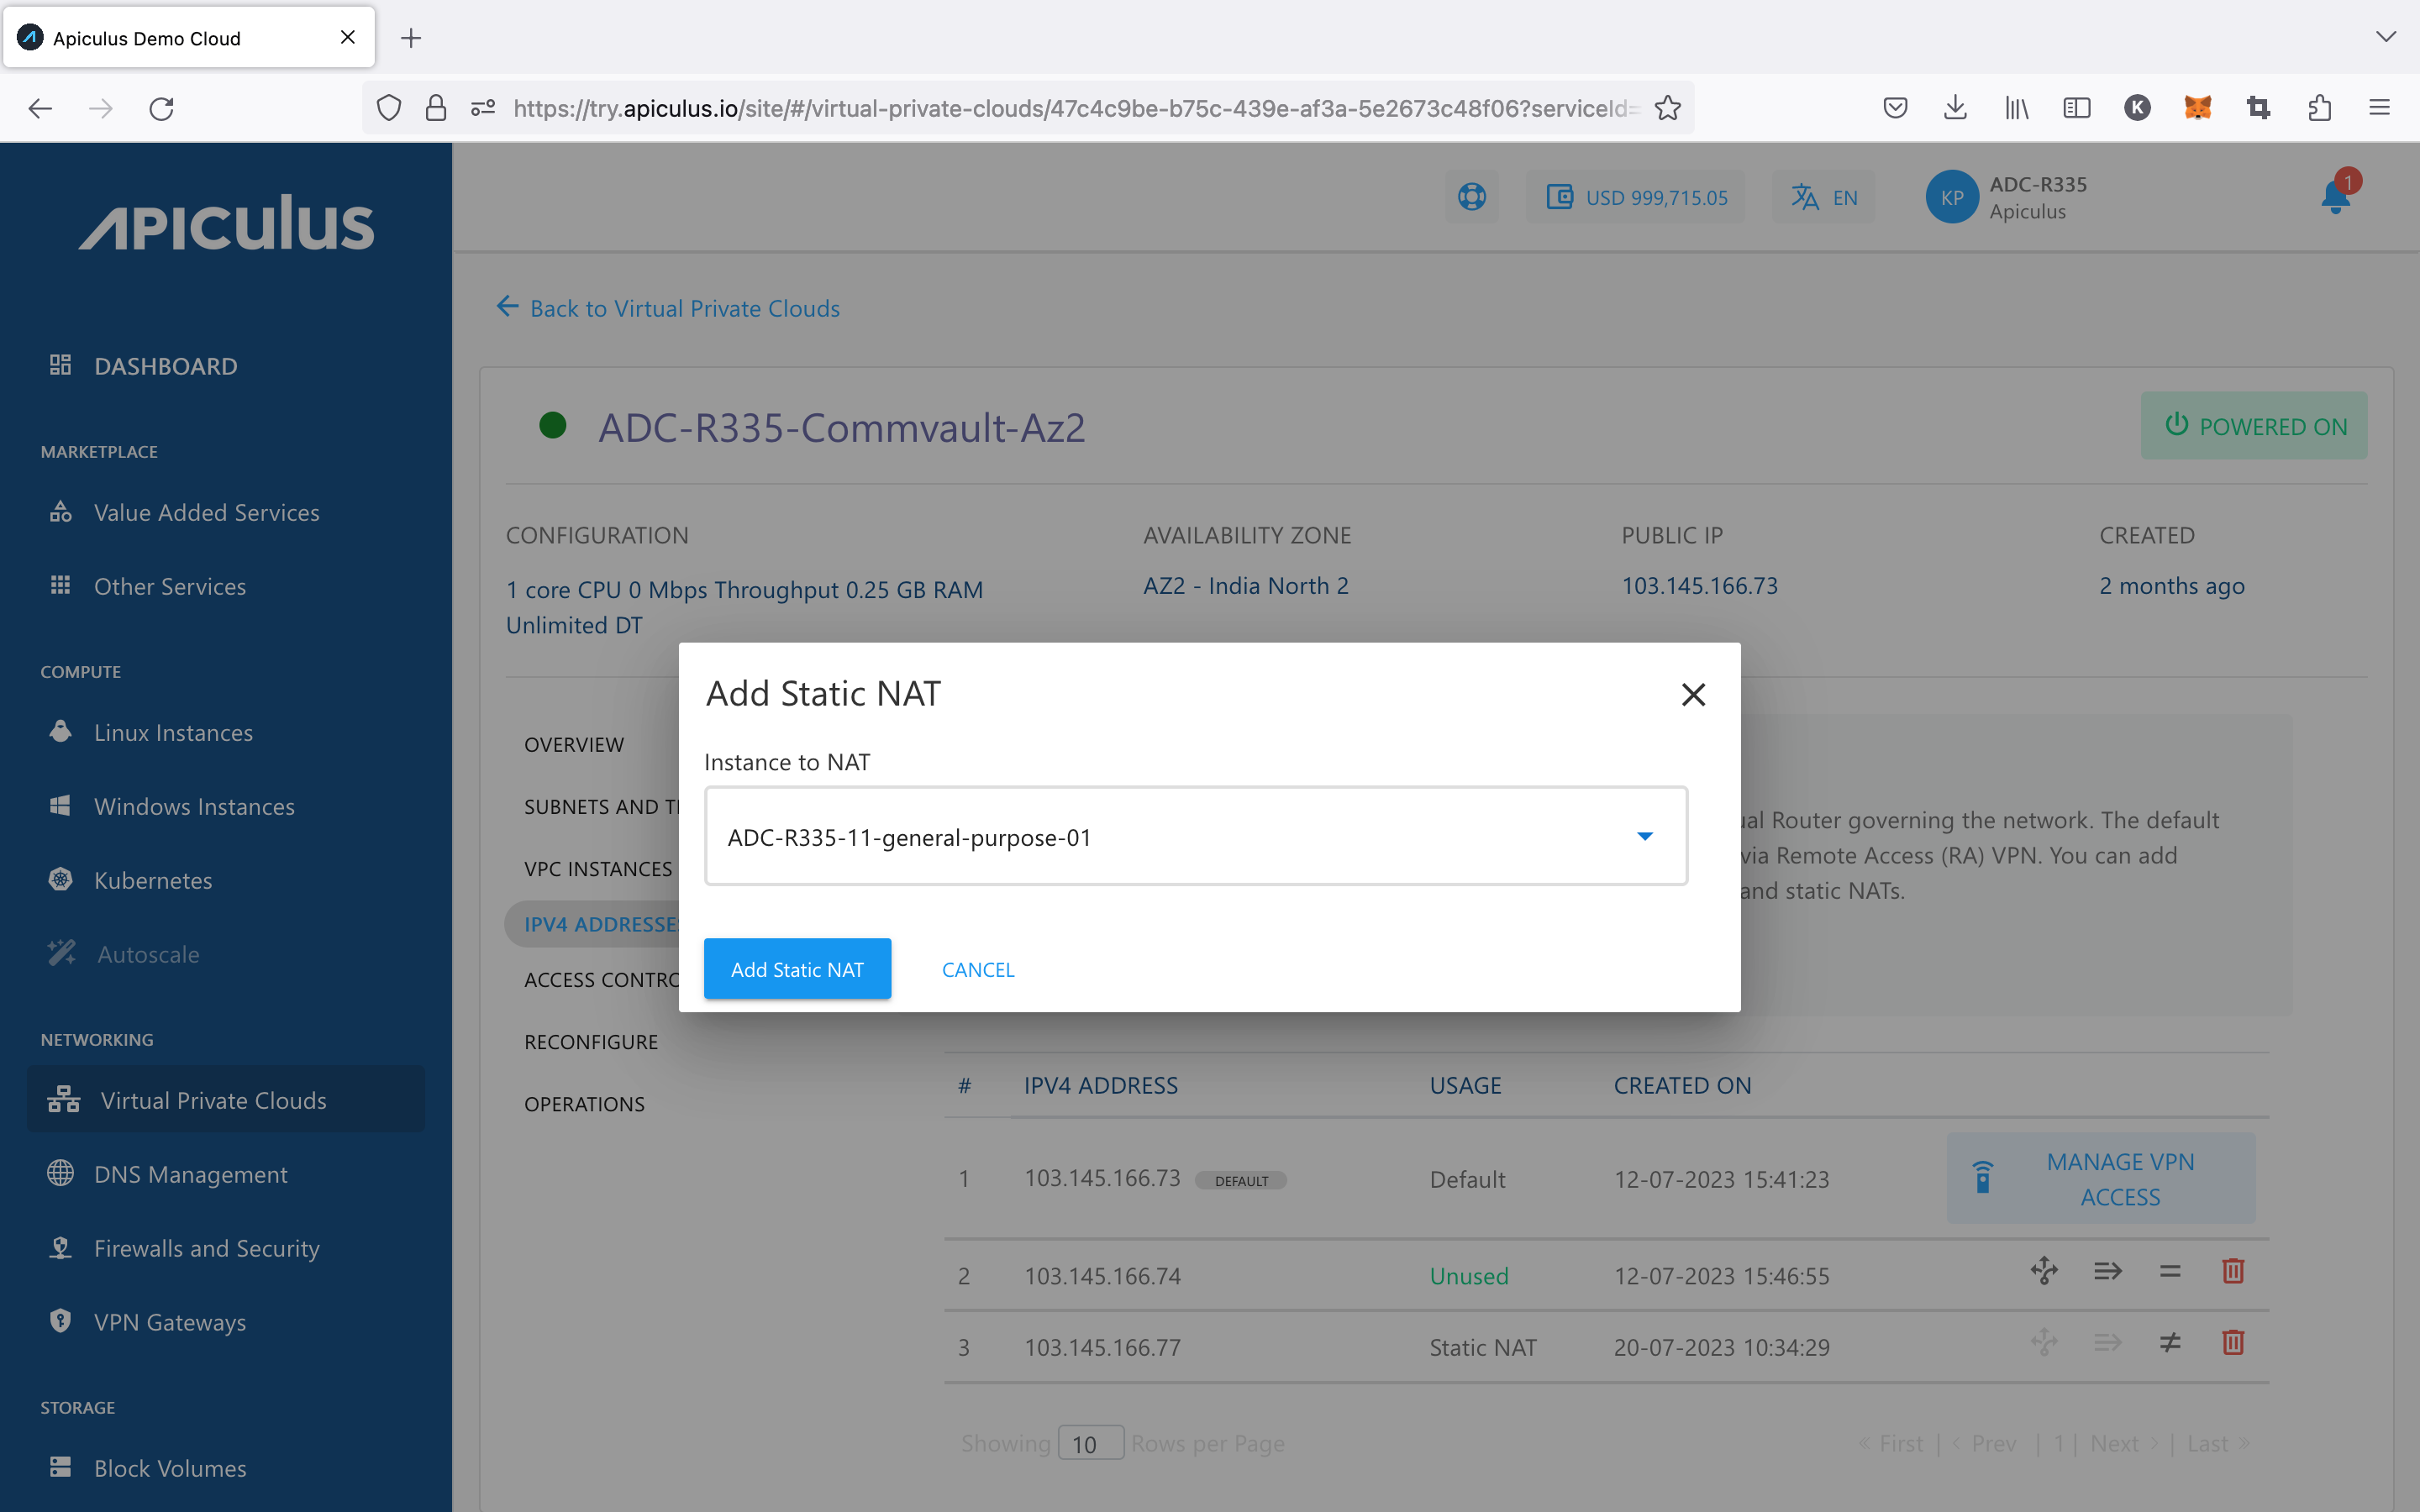 Apiculus Demo Cloud
https://try.apiculus.io/site/#/virtual-private-clouds/47c4c9be-b75c-439e-af3a-5e2673c48f06?serviceId=
K
APICULUS
USD 999,715.05
EN
KP
ADC-R335
Apiculus
1
DASHBOARD
MARKETPLACE
Value Added Services
Other Services
COMPUTE
Linux Instances
Windows Instances
Kubernetes
Autoscale
NETWORKING
Virtual Private Clouds
DNS Management
Firewalls and Security
VPN Gateways
STORAGE
Block Volumes
Back to Virtual Private Clouds
ADC-R335-Commvault-Az2
POWERED ON
CONFIGURATION
1 core CPU 0 Mbps Throughput 0.25 GB RAM
Unlimited DT
AVAILABILITY ZONE
AZ2 - India North 2
PUBLIC IP
103.145.166.73
CREATED
2 months ago
OVERVIEW
SUBNETS AND
VPC INSTANCES
IPV4 ADDRESSES
ACCESS CONTRO
RECONFIGURE
OPERATIONS
Add Static NAT
Instance to NAT
ADC-R335-11-general-purpose-01
Add Static NAT
CANCEL
ual Router governing the network. The default
via Remote Access (RA) VPN. You can add
and static NATs.
# IPV4 ADDRESS USAGE CREATED ON
1 103.145.166.73 DEFAULT Default 12-07-2023 15:41:23 MANAGE VPN
ACCESS
2 103.145.166.74 Unused 12-07-2023 15:46:55
3 103.145.166.77 Static NAT 20-07-2023 10:34:29
Showing 10 Rows per Page
« First | ‹ Prev | 1 | Next › | Last »